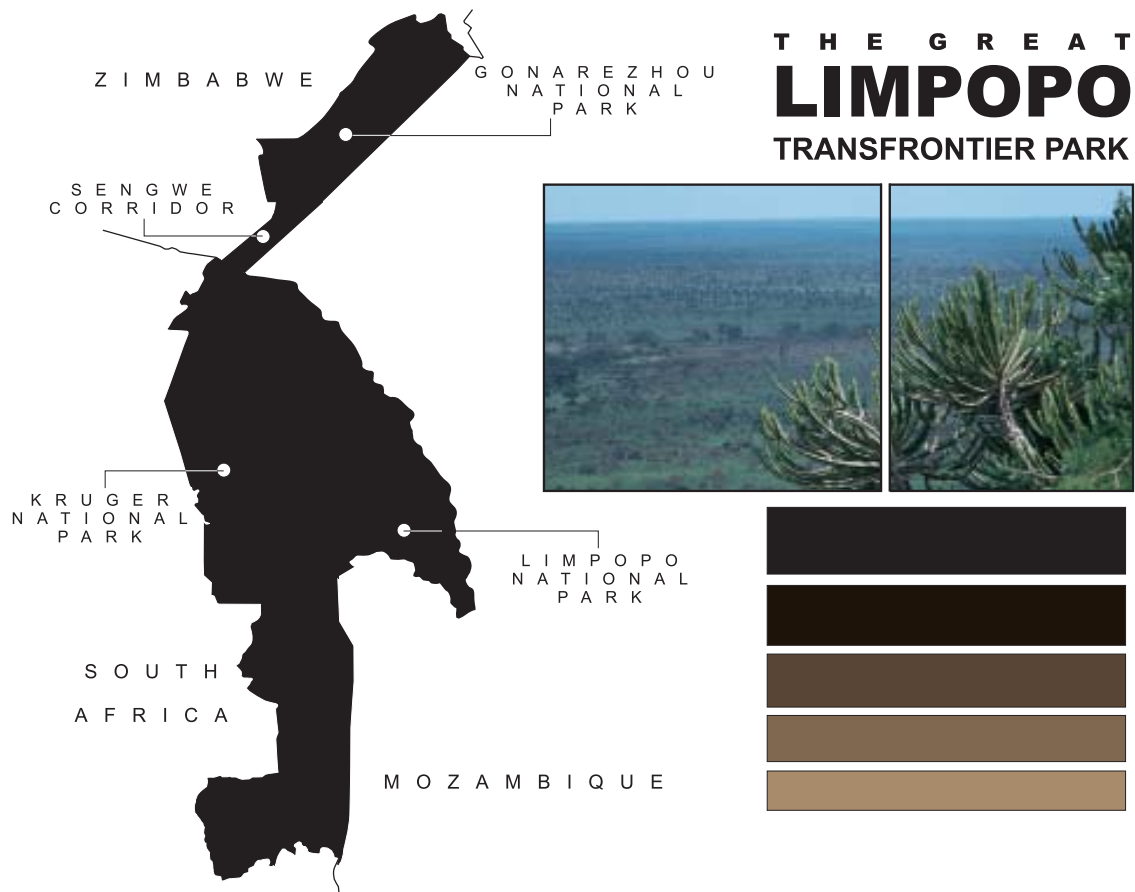 THE GREAT
LIMPOPO
TRANSFRONTIER PARK
ZIMBABWE
GONAREZHOU
NATIONAL
PARK
SENGWE
CORRIDOR
KRUGER
NATIONAL
PARK
LIMPOPO
NATIONAL
PARK
SOUTH
AFRICA
MOZAMBIQUE